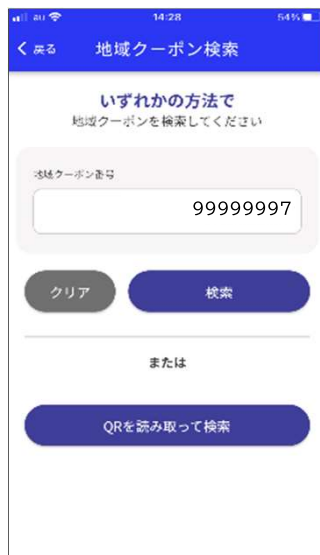 au 14:28 54%
戻る 地域クーポン検索
いずれかの方法で
地域クーポンを検索してください
地域クーポン番号
99999997
クリア 検索
または
QRを読み取って検索